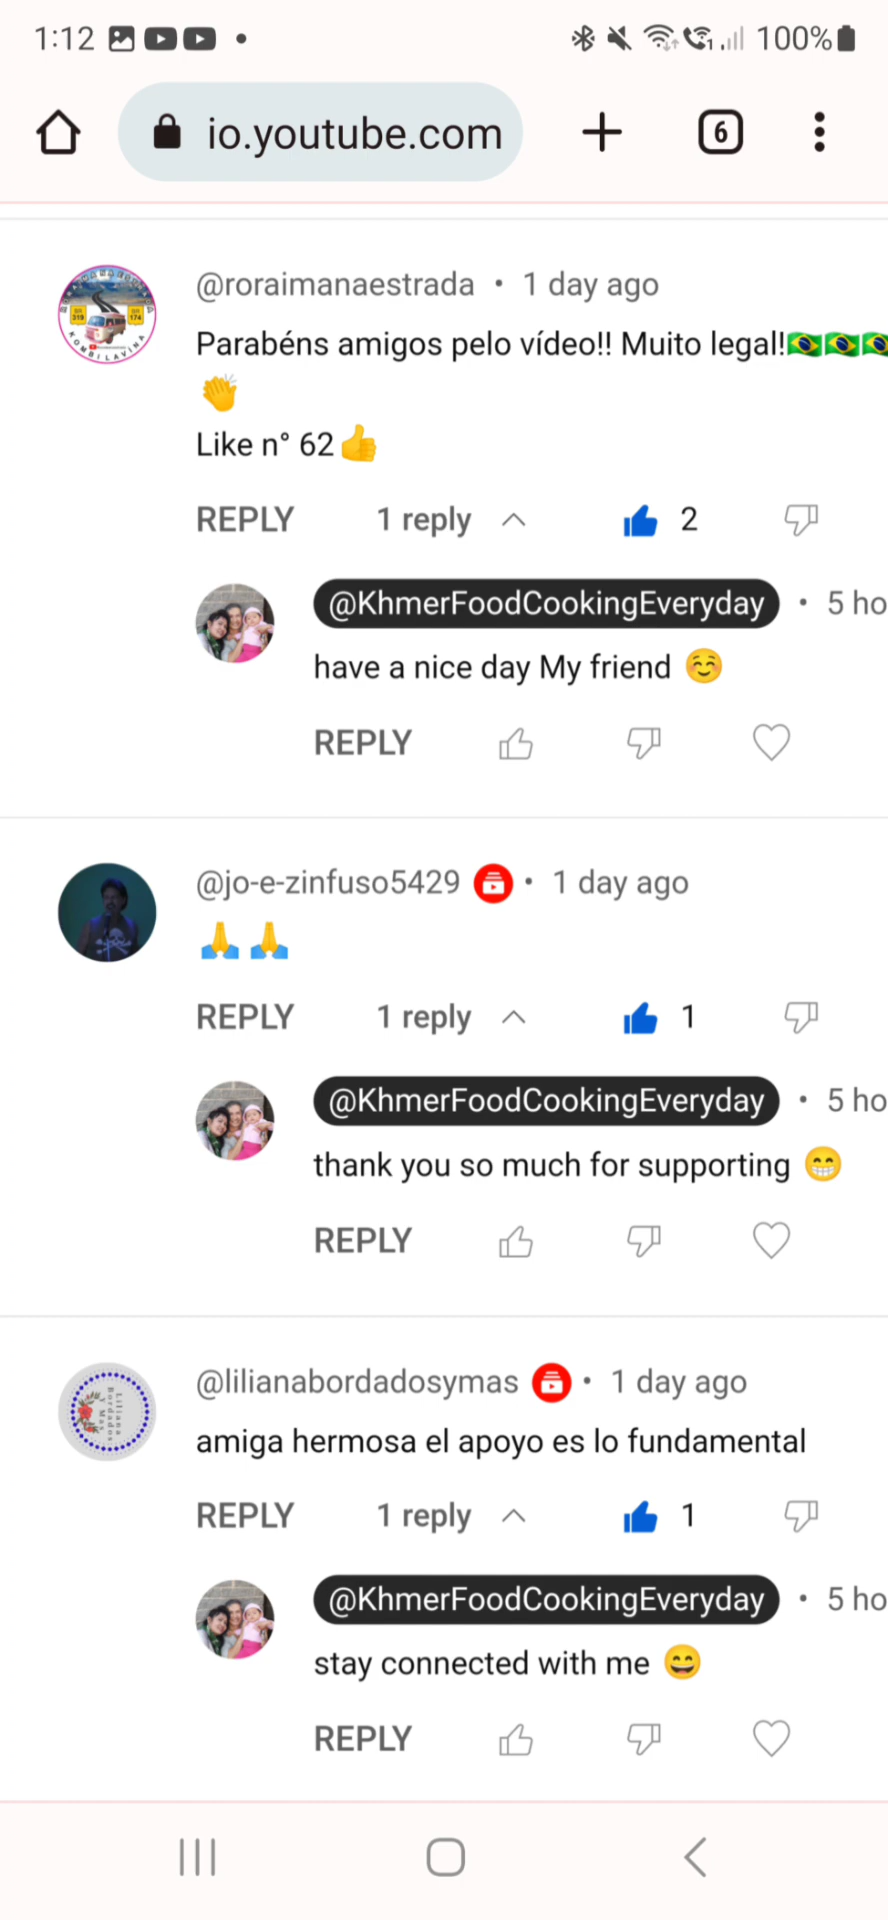 1:12 100%
io.youtube.com 6
@roraimanaestrada • 1 day ago
Parabéns amigos pelo vídeo!! Muito legal!🇧🇷🇧🇷🇧🇷
👏
Like n° 62👍
REPLY 1 reply 2
@KhmerFoodCookingEveryday • 5 ho
have a nice day My friend ☺️
REPLY
@jo-e-zinfuso5429 • 1 day ago
🙏🙏
REPLY 1 reply 1
@KhmerFoodCookingEveryday • 5 ho
thank you so much for supporting 😁
REPLY
@lilianabordadosymas • 1 day ago
amiga hermosa el apoyo es lo fundamental
REPLY 1 reply 1
@KhmerFoodCookingEveryday • 5 ho
stay connected with me 😄
REPLY